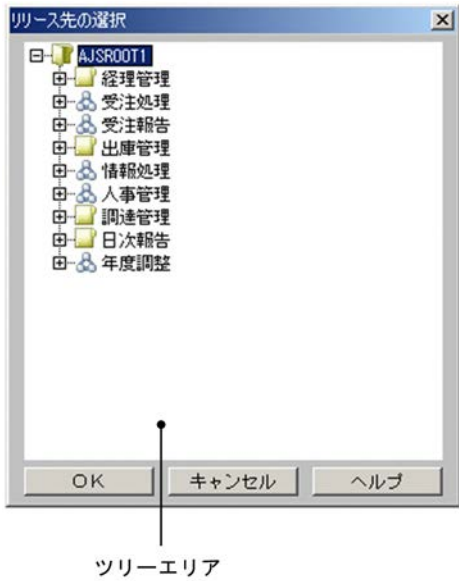 リリース先の選択
AJSROOT1
経理管理
受注処理
受注報告
出庫管理
情報処理
人事管理
調達管理
日次報告
年度調整
OK キャンセル ヘルプ
ツリーエリア